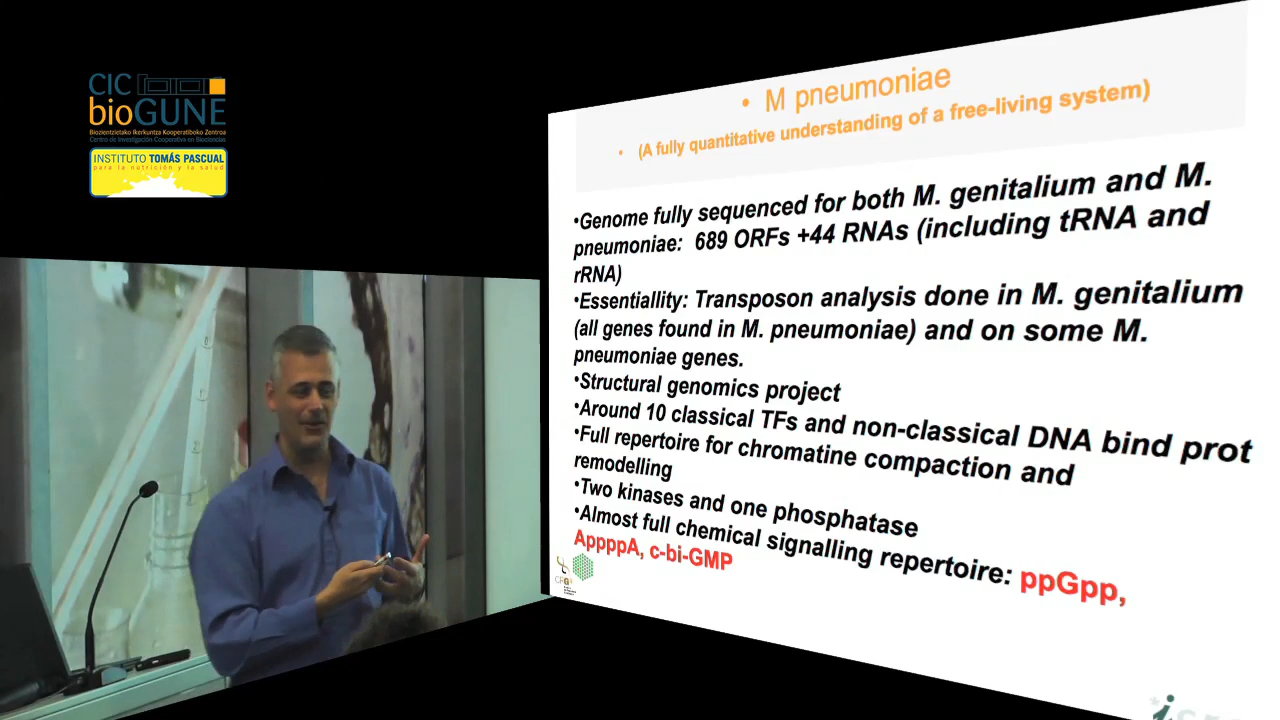 CIC
bioGUNE
Biozientzietako Ikerkuntza Kooperatiboko Zentroa
Centro de Investigación Cooperativa en Biociencias
INSTITUTO TOMÁS PASCUAL
para la nutrición y la salud
• M pneumoniae
• (A fully quantitative understanding of a free-living system)
•Genome fully sequenced for both M. genitalium and M.
pneumoniae: 689 ORFs +44 RNAs (including tRNA and
rRNA)
•Essentiallity: Transposon analysis done in M. genitalium
(all genes found in M. pneumoniae) and on some M.
pneumoniae genes.
•Structural genomics project
•Around 10 classical TFs and non-classical DNA bind prot
•Full repertoire for chromatine compaction and
remodelling
•Two kinases and one phosphatase
•Almost full chemical signalling repertoire: ppGpp,
AppppA, c-bi-GMP